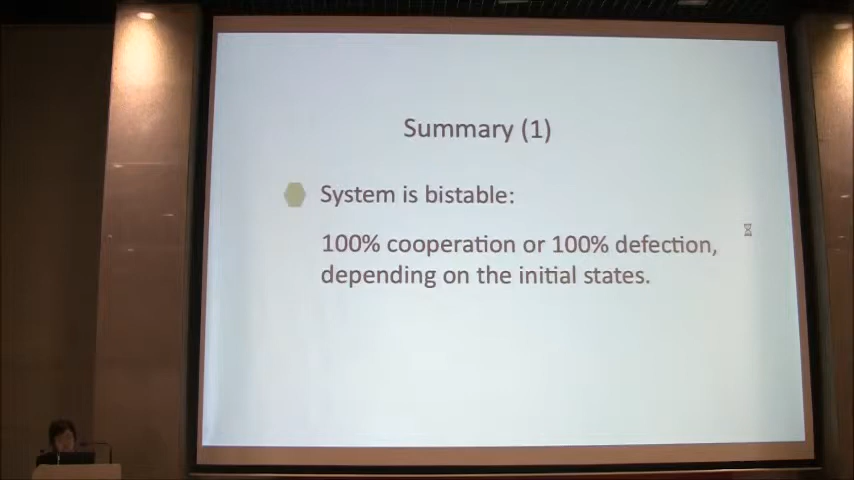 Summary (1)
System is bistable:
100% cooperation or 100% defection,
depending on the initial states.